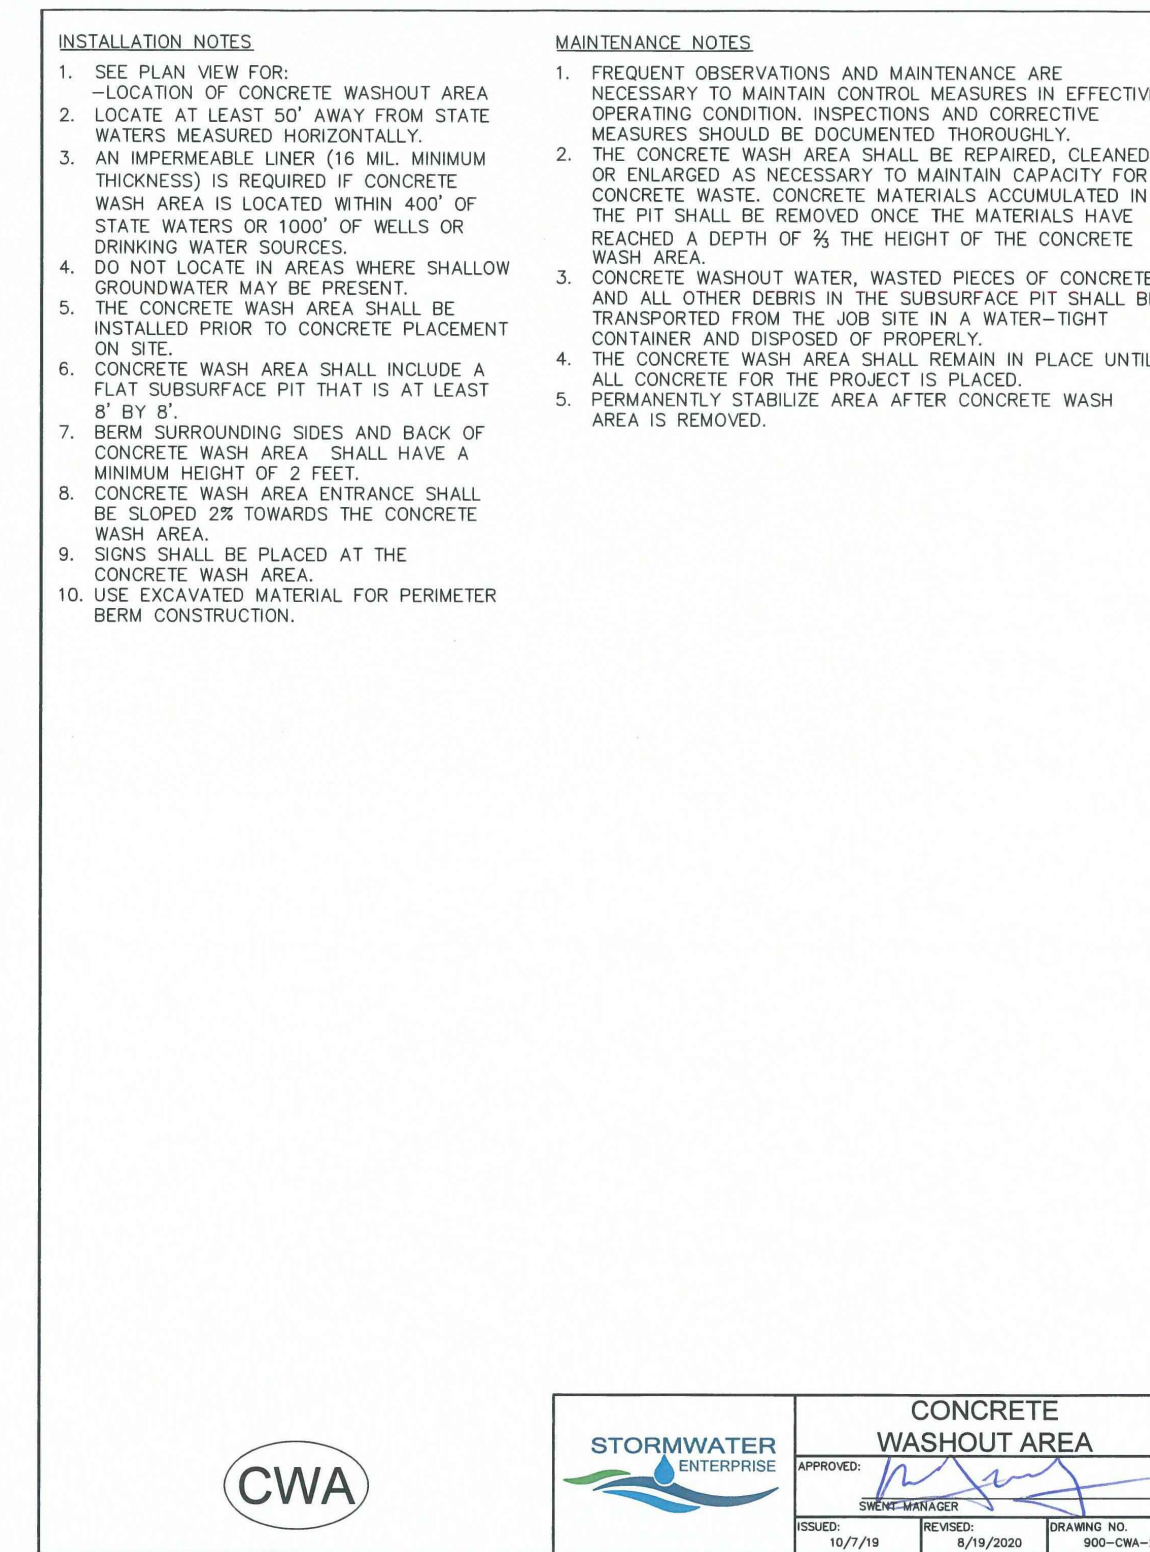 INSTALLATION NOTES
1. SEE PLAN VIEW FOR:
-LOCATION OF CONCRETE WASHOUT AREA
2. LOCATE AT LEAST 50' AWAY FROM STATE
WATERS MEASURED HORIZONTALLY.
3. AN IMPERMEABLE LINER (16 MIL. MINIMUM
THICKNESS) IS REQUIRED IF CONCRETE
WASH AREA IS LOCATED WITHIN 400' OF
STATE WATERS OR 1000' OF WELLS OR
DRINKING WATER SOURCES.
4. DO NOT LOCATE IN AREAS WHERE SHALLOW
GROUNDWATER MAY BE PRESENT.
5. THE CONCRETE WASH AREA SHALL BE
INSTALLED PRIOR TO CONCRETE PLACEMENT
ON SITE.
6. CONCRETE WASH AREA SHALL INCLUDE A
FLAT SUBSURFACE PIT THAT IS AT LEAST
8' BY 8'.
7. BERM SURROUNDING SIDES AND BACK OF
CONCRETE WASH AREA SHALL HAVE A
MINIMUM HEIGHT OF 2 FEET.
8. CONCRETE WASH AREA ENTRANCE SHALL
BE SLOPED 2% TOWARDS THE CONCRETE
WASH AREA.
9. SIGNS SHALL BE PLACED AT THE
CONCRETE WASH AREA.
10. USE EXCAVATED MATERIAL FOR PERIMETER
BERM CONSTRUCTION.
MAINTENANCE NOTES
1. FREQUENT OBSERVATIONS AND MAINTENANCE ARE
NECESSARY TO MAINTAIN CONTROL MEASURES IN EFFECTIV
OPERATING CONDITION. INSPECTIONS AND CORRECTIVE
MEASURES SHOULD BE DOCUMENTED THOROUGHLY.
2. THE CONCRETE WASH AREA SHALL BE REPAIRED, CLEANED
OR ENLARGED AS NECESSARY TO MAINTAIN CAPACITY FOR
CONCRETE WASTE. CONCRETE MATERIALS ACCUMULATED IN
THE PIT SHALL BE REMOVED ONCE THE MATERIALS HAVE
REACHED A DEPTH OF ⅔ THE HEIGHT OF THE CONCRETE
WASH AREA.
3. CONCRETE WASHOUT WATER, WASTED PIECES OF CONCRETE
AND ALL OTHER DEBRIS IN THE SUBSURFACE PIT SHALL B
TRANSPORTED FROM THE JOB SITE IN A WATER-TIGHT
CONTAINER AND DISPOSED OF PROPERLY.
4. THE CONCRETE WASH AREA SHALL REMAIN IN PLACE UNTIL
ALL CONCRETE FOR THE PROJECT IS PLACED.
5. PERMANENTLY STABILIZE AREA AFTER CONCRETE WASH
AREA IS REMOVED.
CWA
STORMWATER
ENTERPRISE
CONCRETE
WASHOUT AREA
APPROVED:
SWENT MANAGER
ISSUED:
10/7/19
REVISED:
8/19/2020
DRAWING NO.
900-CWA-